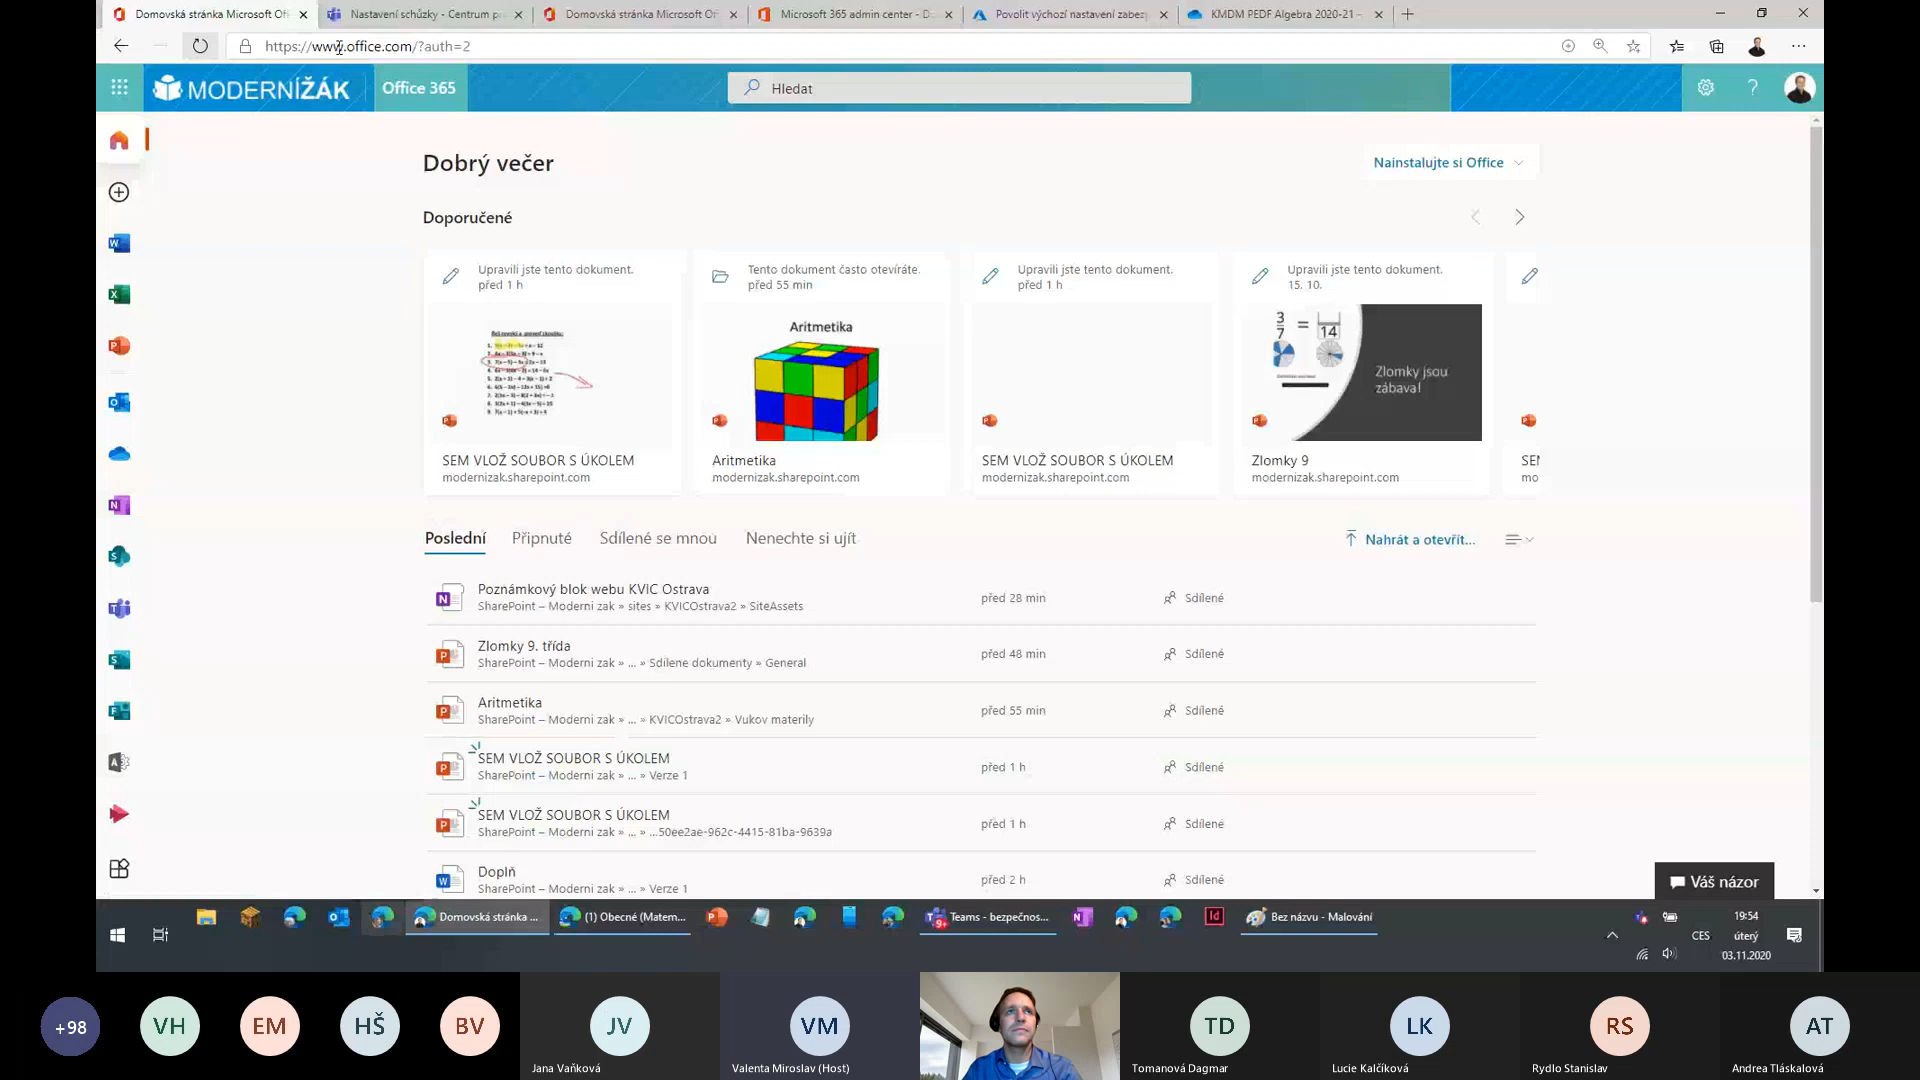 Domovská stránka Microsoft Off
Nastavení schůzky - Centrum pr
Domovská stránka Microsoft Off
Microsoft 365 admin center - D
Povolit výchozí nastavení zabez
KMDM PEDF Algebra 2020-21 –
https://www.office.com/?auth=2
MODERNÍŽÁK
Office 365
Hledat
Dobrý večer
Nainstalujte si Office
Doporučené
Upravili jste tento dokument.
před 1 h
Tento dokument často otevíráte.
před 55 min
Upravili jste tento dokument.
před 1 h
Upravili jste tento dokument.
15. 10.
Aritmetika
3
7
=
14
Zlomky jsou
zábava!
SEM VLOŽ SOUBOR S ÚKOLEM
modernizak.sharepoint.com
Aritmetika
modernizak.sharepoint.com
SEM VLOŽ SOUBOR S ÚKOLEM
modernizak.sharepoint.com
Zlomky 9
modernizak.sharepoint.com
SEM
mo
Poslední
Připnuté
Sdílené se mnou
Nenechte si ujít
Nahrát a otevřít...
Poznámkový blok webu KVIC Ostrava
SharePoint – Moderni zak » sites » KVICOstrava2 » SiteAssets
před 28 min
Sdílené
Zlomky 9. třída
SharePoint – Moderni zak » ... » Sdilene dokumenty » General
před 48 min
Sdílené
Aritmetika
SharePoint – Moderni zak » ... » KVICOstrava2 » Vukov materily
před 55 min
Sdílené
SEM VLOŽ SOUBOR S ÚKOLEM
SharePoint – Moderni zak » ... » Verze 1
před 1 h
Sdílené
SEM VLOŽ SOUBOR S ÚKOLEM
SharePoint – Moderni zak » ... » ...50ee2ae-962c-4415-81ba-9639a
před 1 h
Sdílené
Doplň
SharePoint – Moderni zak » ... » Verze 1
před 2 h
Sdílené
Váš názor
Domovská stránka ...
(1) Obecné (Matem...
Teams - bezpečnos...
Bez názvu - Malování
CES
19:54
úterý
03.11.2020
+98
VH
EM
HŠ
BV
JV
Jana Vaňková
VM
Valenta Miroslav (Host)
TD
Tomanová Dagmar
LK
Lucie Kalčíková
RS
Rydlo Stanislav
AT
Andrea Tláskalová